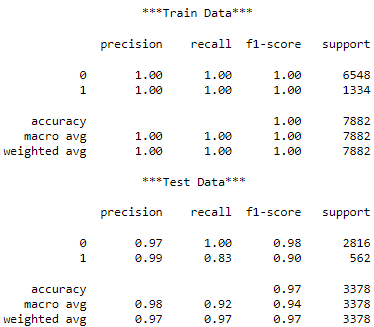 ***Train Data***
precision recall f1-score support
0 1.00 1.00 1.00 6548
1 1.00 1.00 1.00 1334
accuracy 1.00 7882
macro avg 1.00 1.00 1.00 7882
weighted avg 1.00 1.00 1.00 7882
***Test Data***
precision recall f1-score support
0 0.97 1.00 0.98 2816
1 0.99 0.83 0.90 562
accuracy 0.97 3378
macro avg 0.98 0.92 0.94 3378
weighted avg 0.97 0.97 0.97 3378